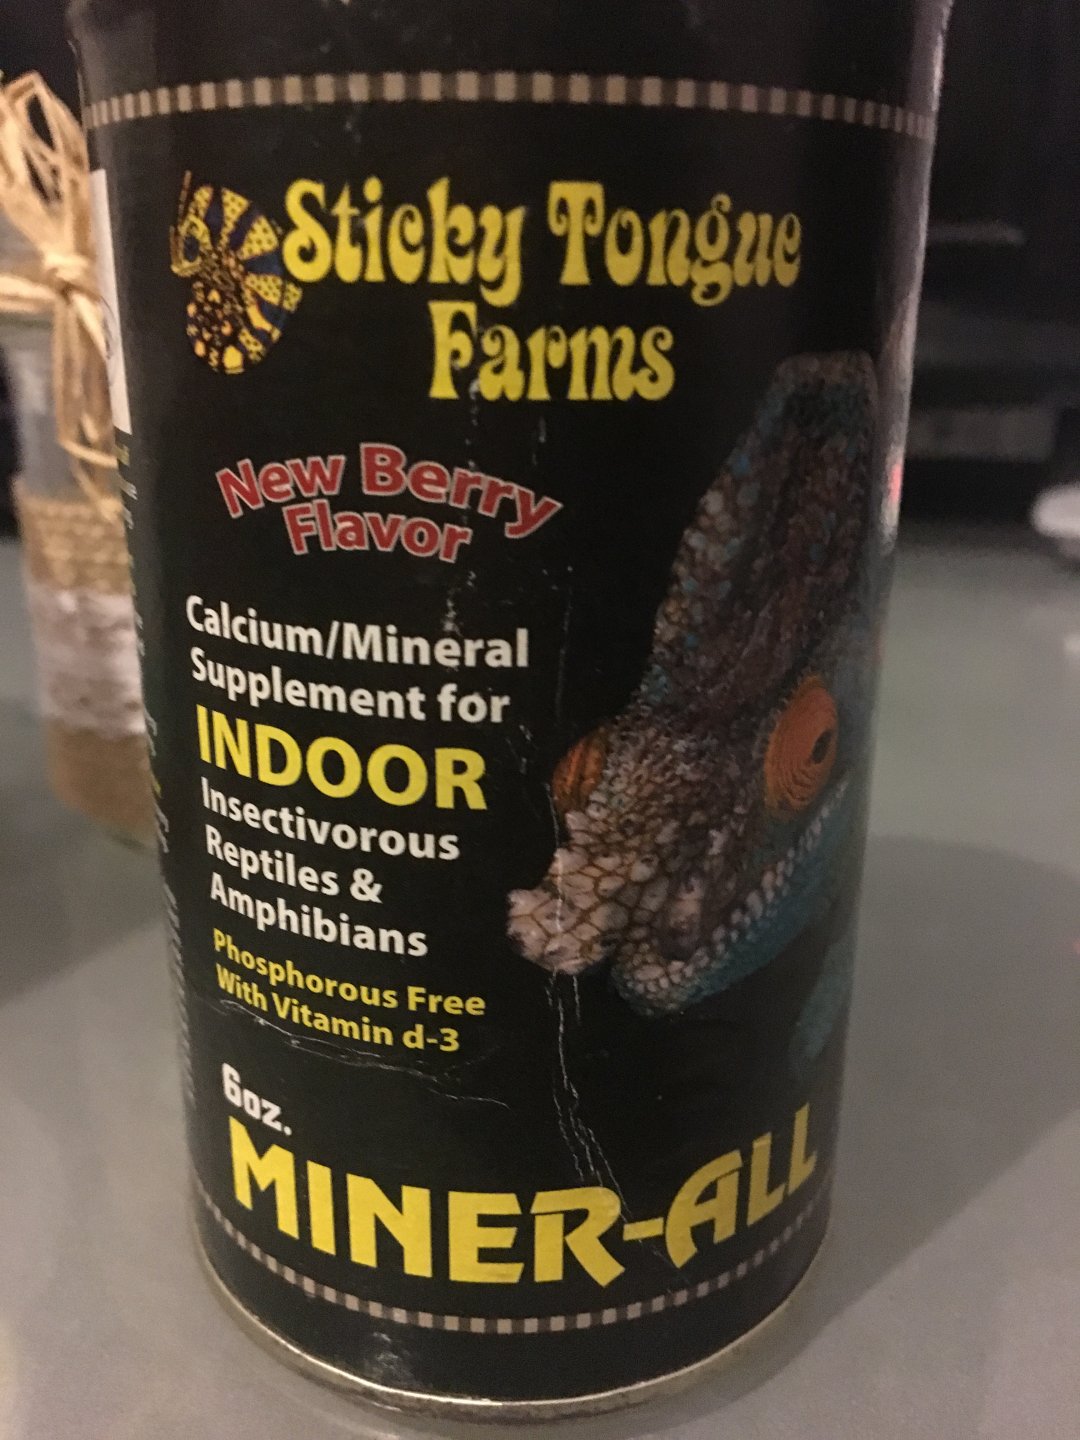 Sticky Tongue
Farms
New Berry
Flavor
Calcium/Mineral
Supplement for
INDOOR
Insectivorous
Reptiles &
Amphibians
Phosphorous Free
With Vitamin d-3
6oz.
MINER-ALL